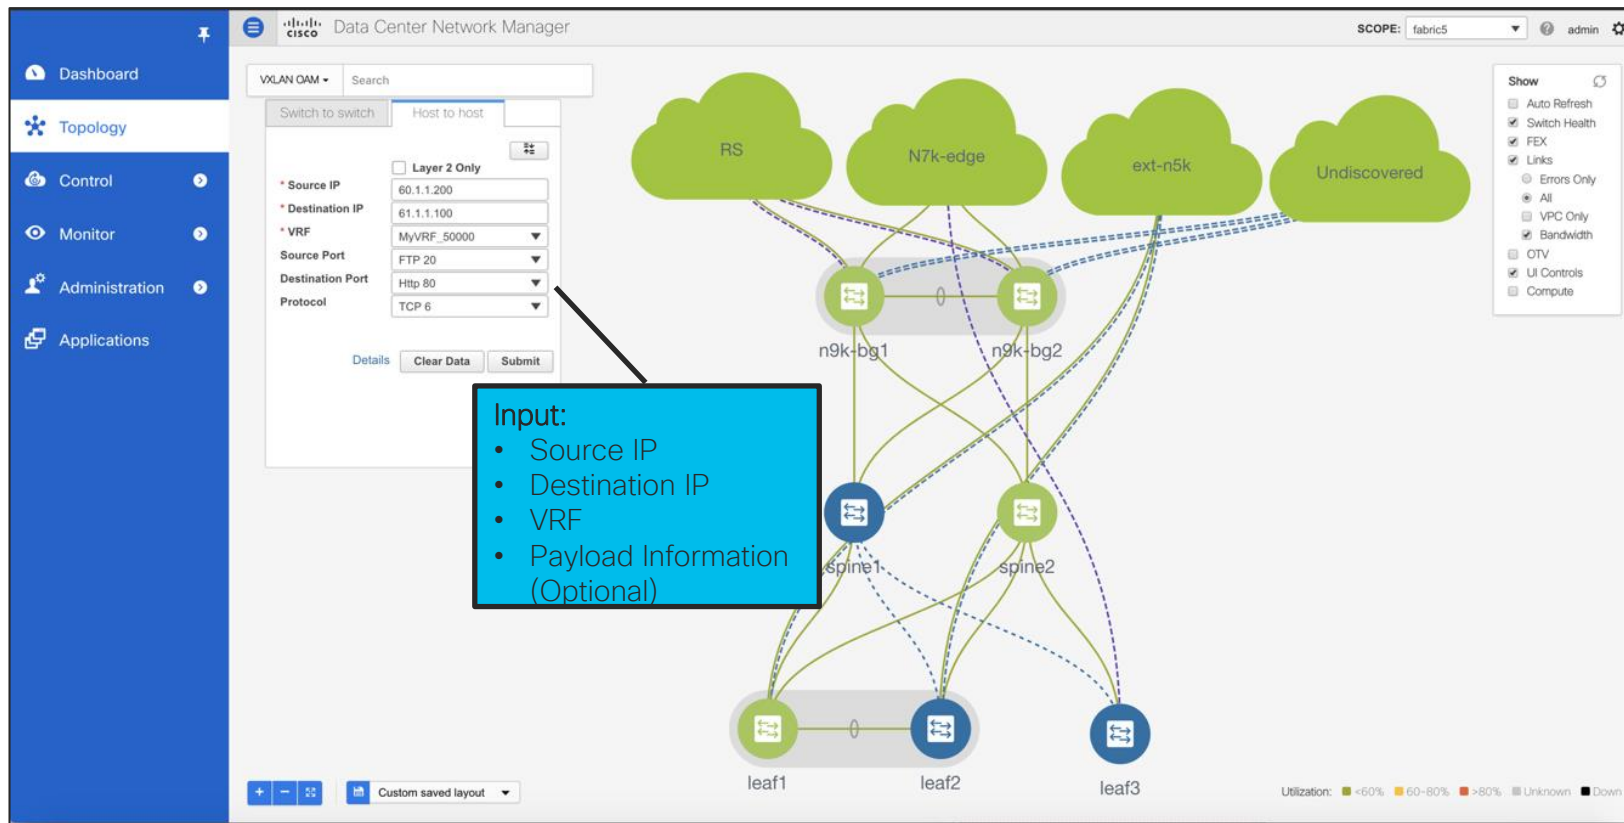 cisco Data Center Network Manager
SCOPE: fabric5 admin
Dashboard
Topology
Control
Monitor
Administration
Applications
VXLAN OAM Search
Switch to switch Host to host
Layer 2 Only
* Source IP 60.1.1.200
* Destination IP 61.1.1.100
* VRF MyVRF_50000
Source Port FTP 20
Destination Port Http 80
Protocol TCP 6
Details Clear Data Submit
Input:
• Source IP
• Destination IP
• VRF
• Payload Information
(Optional)
RS
N7k-edge
ext-n5k
Undiscovered
n9k-bg1
n9k-bg2
spine1
spine2
leaf1
leaf2
leaf3
Show
Auto Refresh
Switch Health
FEX
Links
Errors Only
All
VPC Only
Bandwidth
OTV
UI Controls
Compute
Custom saved layout
Utilization: <60% 60-80% >80% Unknown Down